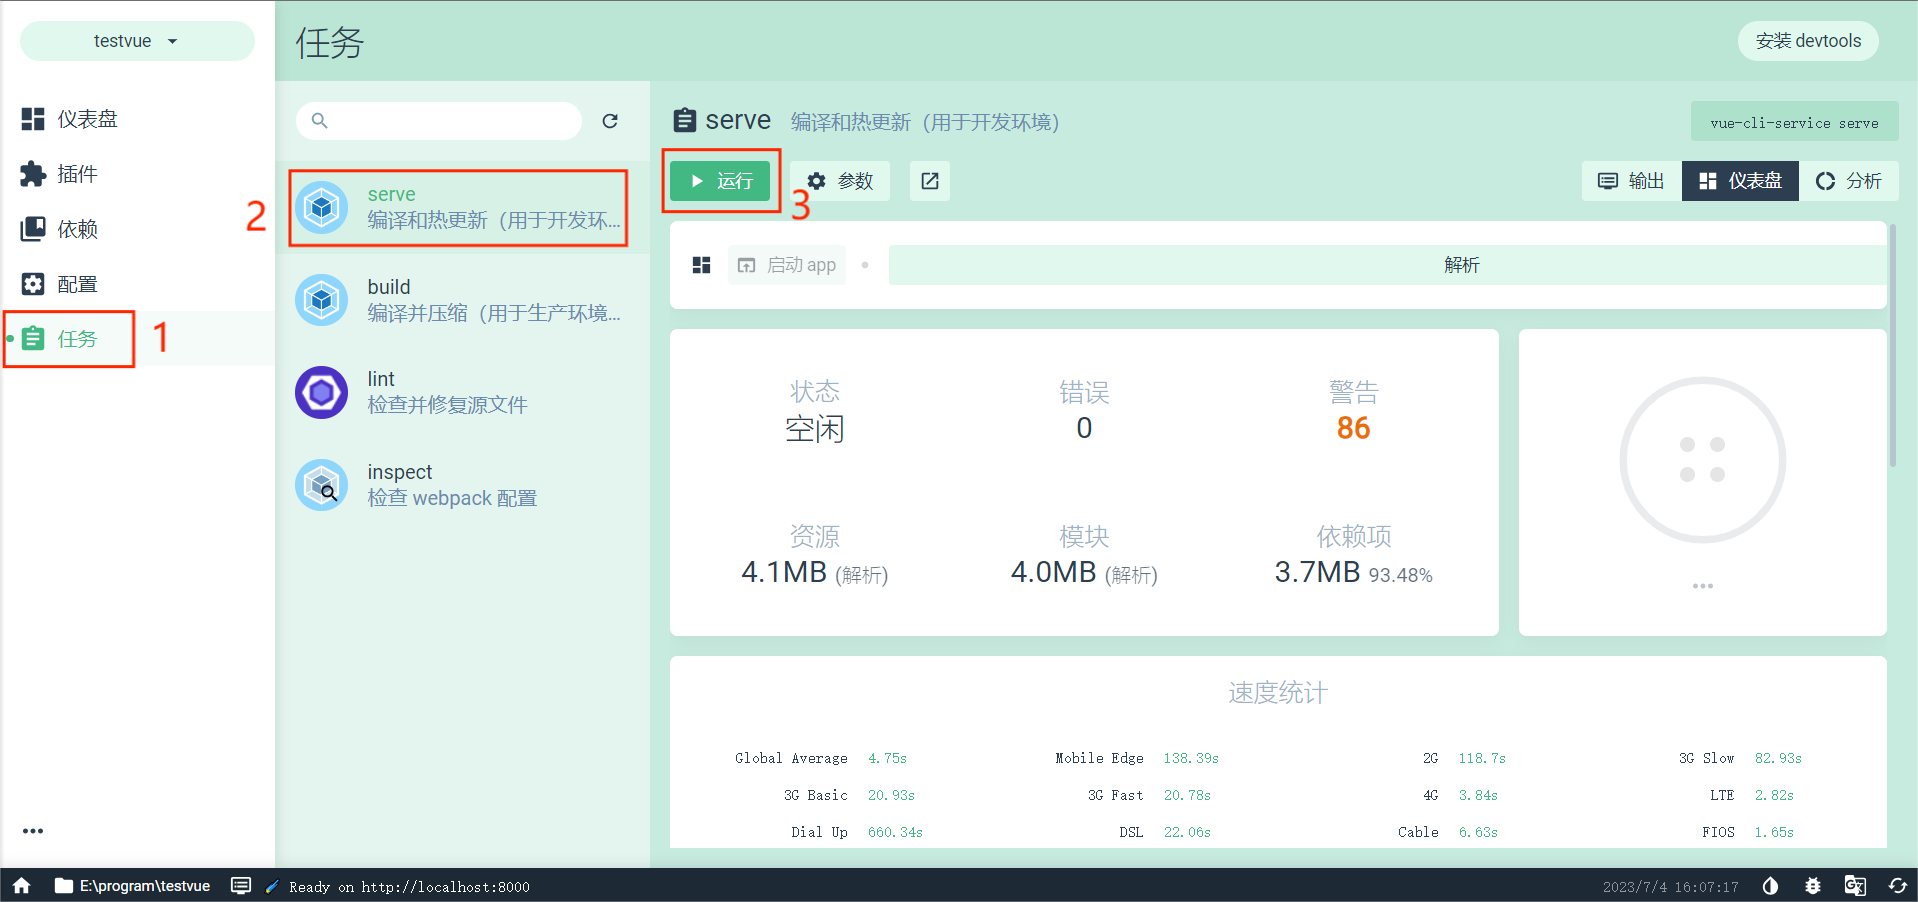 testvue
任务
安装 devtools
仪表盘
插件
依赖
配置
任务
1
2
serve
编译和热更新（用于开发环...
build
编译并压缩（用于生产环境...
lint
检查并修复源文件
inspect
检查 webpack 配置
serve 编译和热更新（用于开发环境）
vue-cli-service serve
运行
3
参数
输出
仪表盘
分析
启动 app
解析
状态 错误 警告
空闲 0 86
资源 模块 依赖项
4.1MB (解析) 4.0MB (解析) 3.7MB 93.48%
速度统计
Global Average 4.75s Mobile Edge 138.39s 2G 118.7s 3G Slow 82.93s
3G Basic 20.93s 3G Fast 20.78s 4G 3.84s LTE 2.82s
Dial Up 660.34s DSL 22.06s Cable 6.63s FIOS 1.65s
E:\program\testvue Ready on http://localhost:8000 2023/7/4 16:07:17